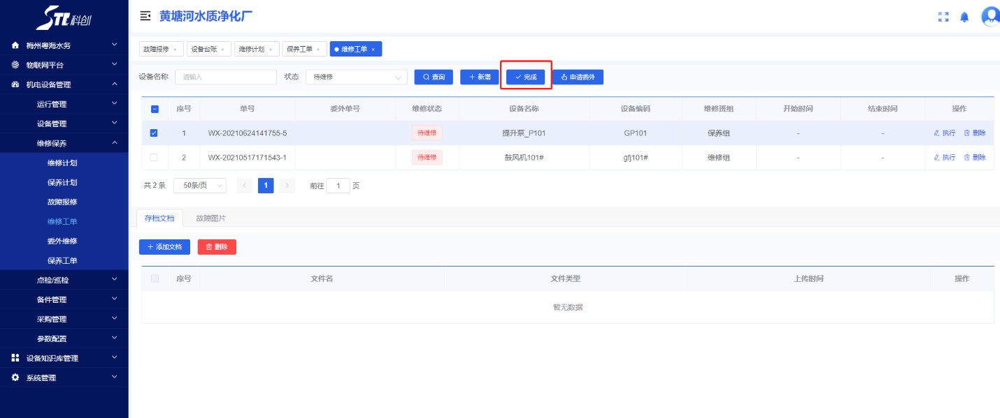 STE科创
黄塘河水质净化厂
梅州粤海水务
物联网平台
机电设备管理
运行管理
设备管理
维修保养
维修计划
保养计划
故障报修
维修工单
委外维修
保养工单
点检/巡检
备件管理
采购管理
参数配置
设备知识库管理
系统管理
故障报修 × 设备台账 × 维修计划 × 保养工单 × 维修工单 ×
设备名称 请输入 状态 待维修 查询 + 新增 完成 申请委外
序号 单号 委外单号 维修状态 设备名称 设备编码 维修班组 开始时间 结束时间 操作
1 WX-20210624141755-5 待维修 提升泵_P101 GP101 保养组 - - 执行 删除
2 WX-20210517171543-1 待维修 鼓风机101# gfj101# 维修组 - - 执行 删除
共 2 条 50条/页 < 1 > 前往 1 页
存档文档 故障图片
+ 添加文档 删除
序号 文件名 文件类型 上传时间 操作
暂无数据